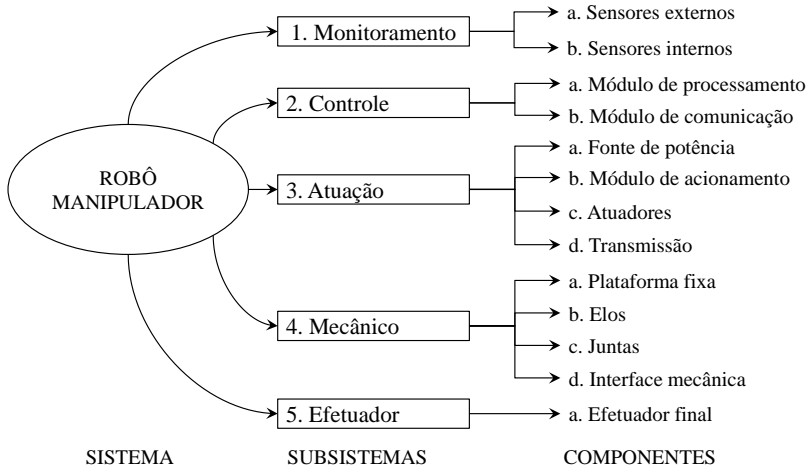 ROBÔ
MANIPULADOR
1. Monitoramento
a. Sensores externos
b. Sensores internos
2. Controle
a. Módulo de processamento
b. Módulo de comunicação
3. Atuação
a. Fonte de potência
b. Módulo de acionamento
c. Atuadores
d. Transmissão
4. Mecânico
a. Plataforma fixa
b. Elos
c. Juntas
d. Interface mecânica
5. Efetuador
a. Efetuador final
SISTEMA
SUBSISTEMAS
COMPONENTES